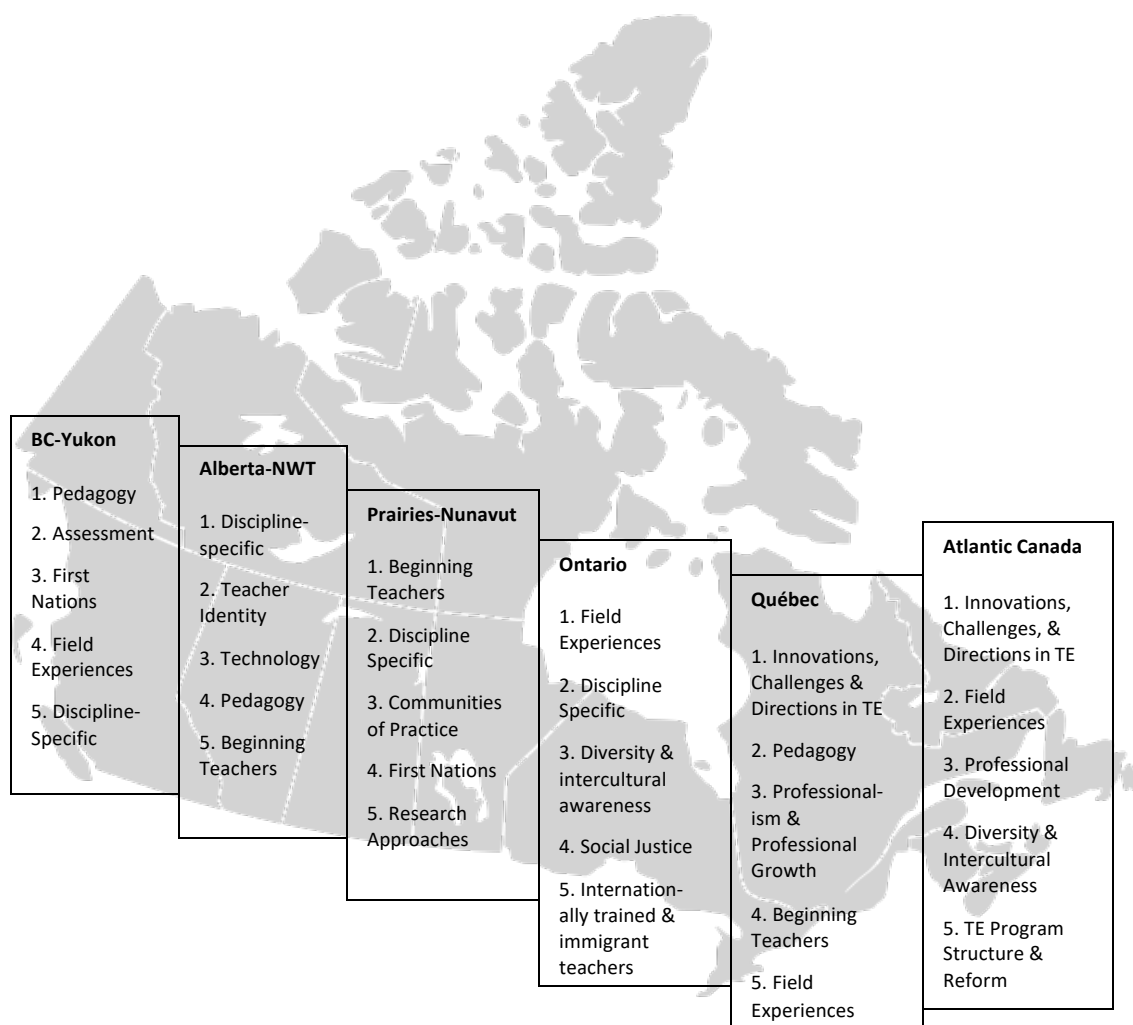 BC-Yukon
1. Pedagogy
2. Assessment
3. First
Nations
4. Field
Experiences
5. Discipline-
Specific
Alberta-NWT
1. Discipline-
specific
2. Teacher
Identity
3. Technology
4. Pedagogy
5. Beginning
Teachers
Prairies-Nunavut
1. Beginning
Teachers
2. Discipline
Specific
3. Communities
of Practice
4. First Nations
5. Research
Approaches
Ontario
1. Field
Experiences
2. Discipline
Specific
3. Diversity &
intercultural
awareness
4. Social Justice
5. Internation-
ally trained &
immigrant
teachers
Québec
1. Innovations,
Challenges &
Directions in TE
2. Pedagogy
3. Professional-
ism &
Professional
Growth
4. Beginning
Teachers
5. Field
Experiences
Atlantic Canada
1. Innovations,
Challenges, &
Directions in TE
2. Field
Experiences
3. Professional
Development
4. Diversity &
Intercultural
Awareness
5. TE Program
Structure &
Reform